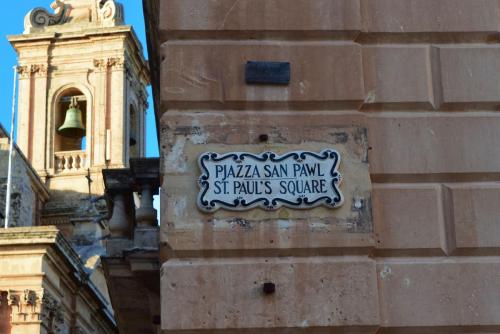 PJAZZA SAN PAWL
ST. PAUL'S SQUARE